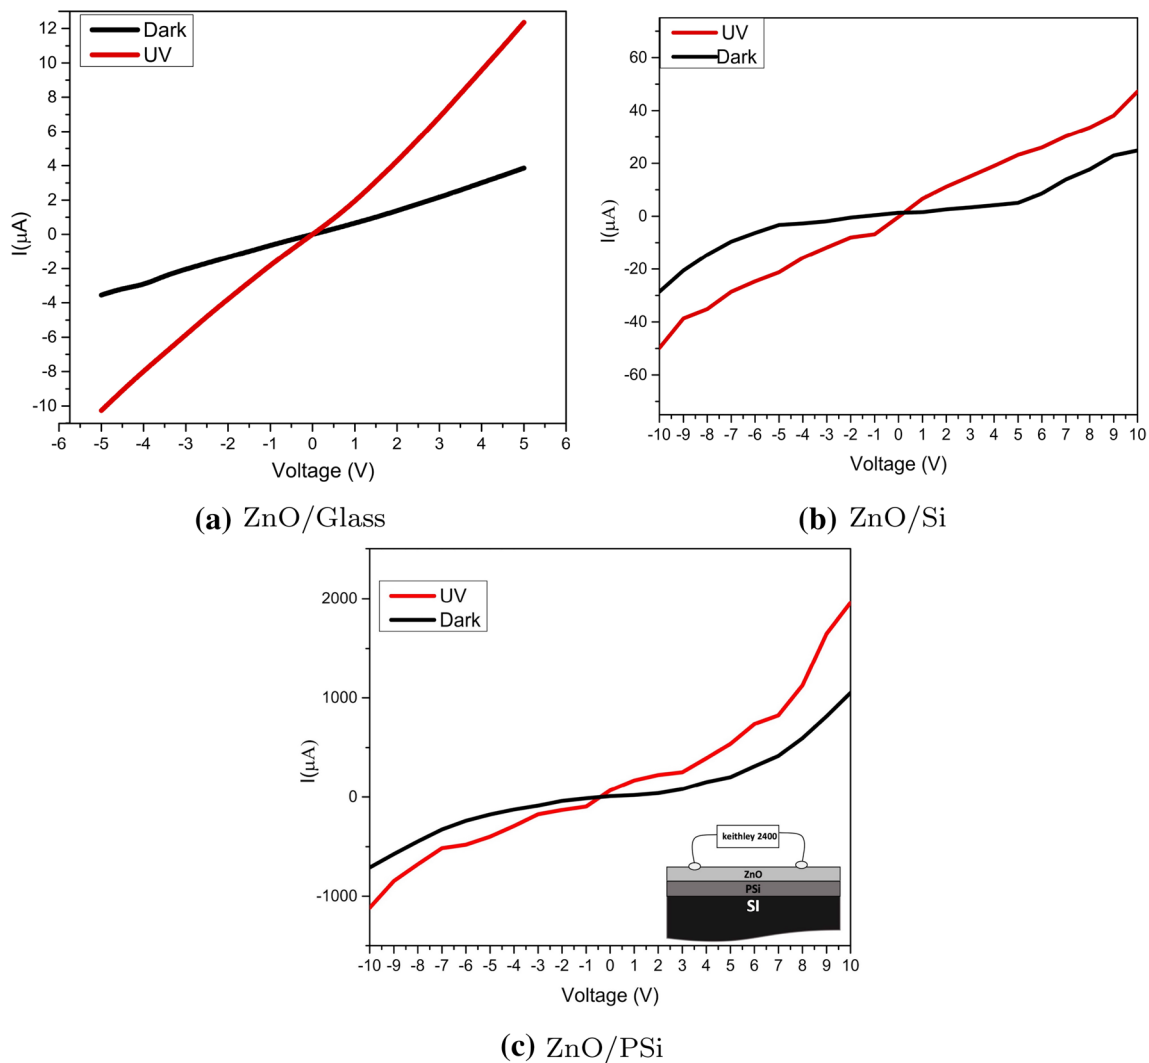 Dark
UV
12
10
8
6
4
2
0
-2
-4
-6
-8
-10
I(μA)
-6 -5 -4 -3 -2 -1 0 1 2 3 4 5 6
Voltage (V)
(a) ZnO/Glass
UV
Dark
60
40
20
0
-20
-40
-60
I(μA)
-10 -9 -8 -7 -6 -5 -4 -3 -2 -1 0 1 2 3 4 5 6 7 8 9 10
Voltage (V)
(b) ZnO/Si
UV
Dark
2000
1000
0
-1000
I(μA)
keithley 2400
ZnO
PSi
SI
-10 -9 -8 -7 -6 -5 -4 -3 -2 -1 0 1 2 3 4 5 6 7 8 9 10
Voltage (V)
(c) ZnO/PSi